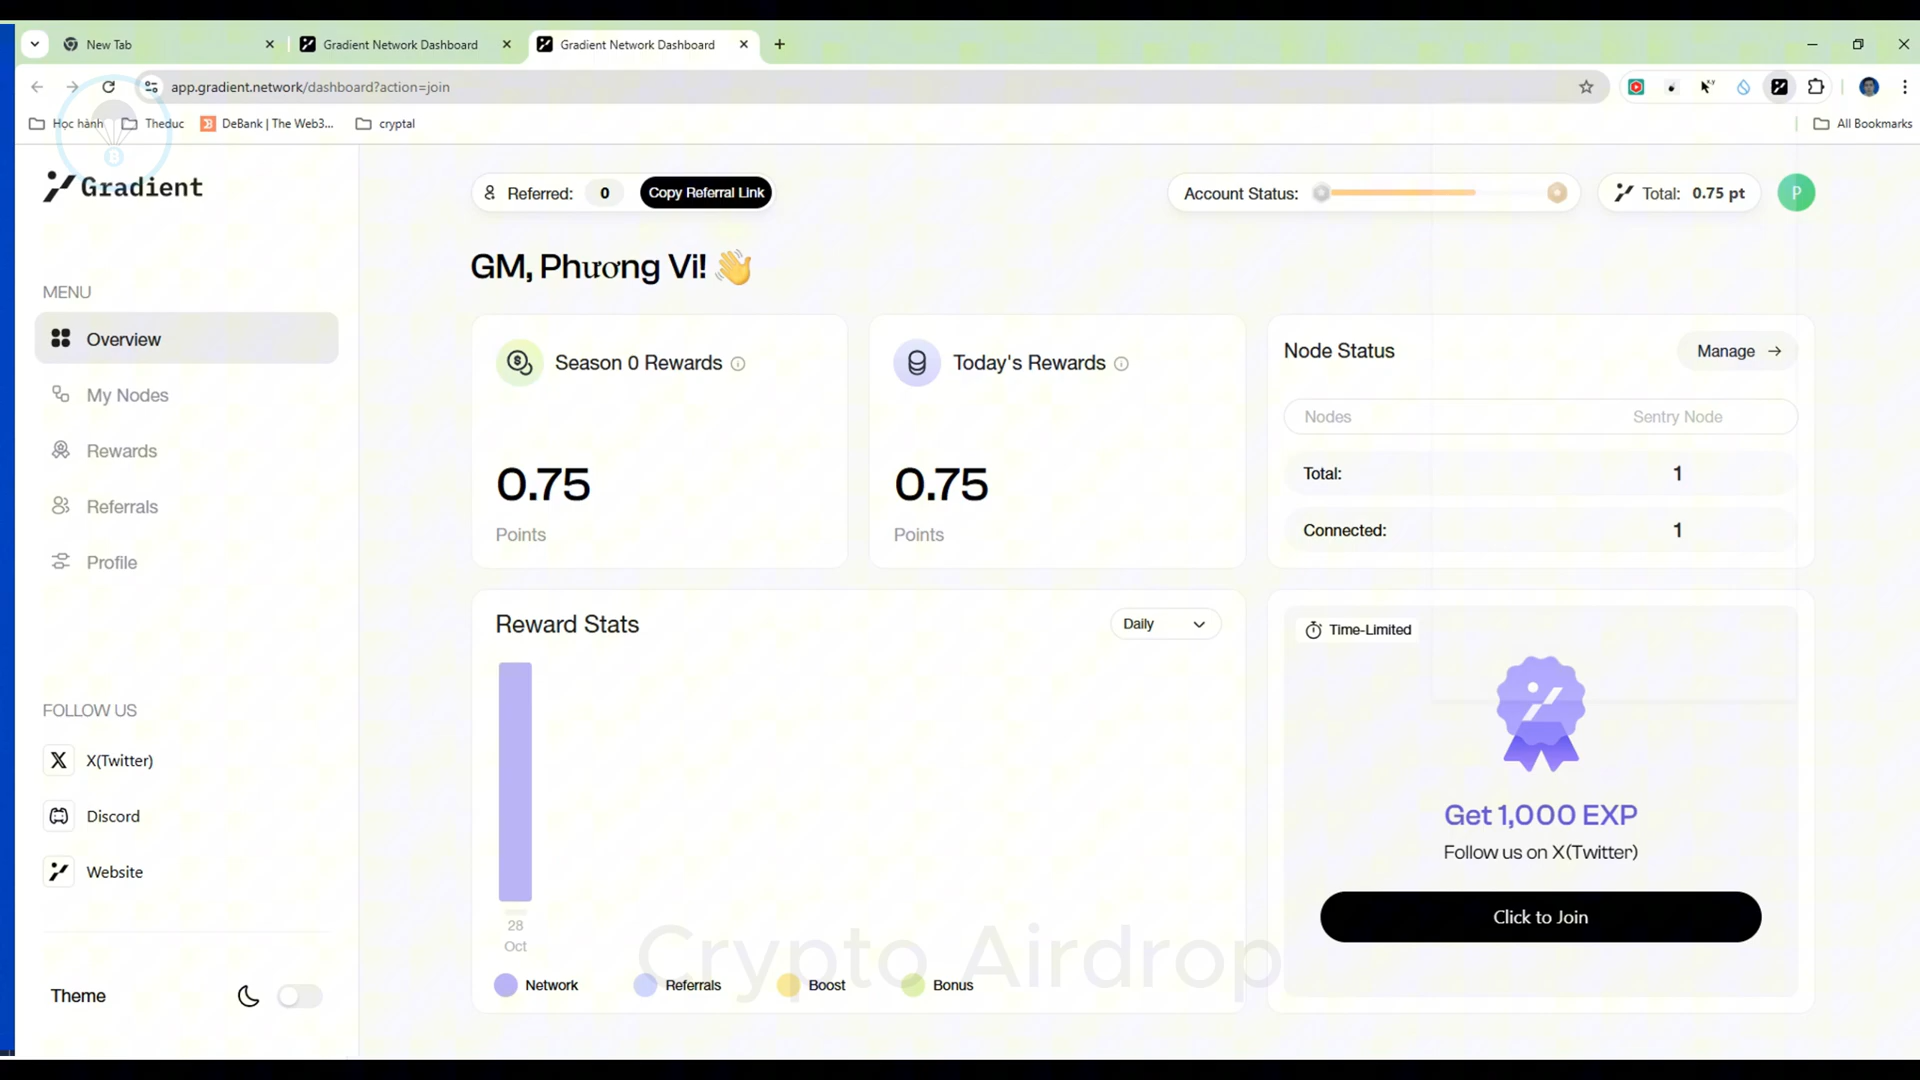 New Tab
Gradient Network Dashboard
Gradient Network Dashboard
app.gradient.network/dashboard?action=join
Học hành
Theduc
DeBank | The Web3...
cryptal
All Bookmarks
Gradient
Referred: 0
Copy Referral Link
Account Status:
Total: 0.75 pt
P
GM, Phương Vi! 👋
MENU
Overview
My Nodes
Rewards
Referrals
Profile
Season 0 Rewards
0.75
Points
Today's Rewards
0.75
Points
Node Status
Manage →
Nodes Sentry Node
Total: 1
Connected: 1
Reward Stats
Daily
28
Oct
Network
Referrals
Boost
Bonus
Time-Limited
Get 1,000 EXP
Follow us on X(Twitter)
Click to Join
FOLLOW US
X(Twitter)
Discord
Website
Theme
Crypto Airdrop